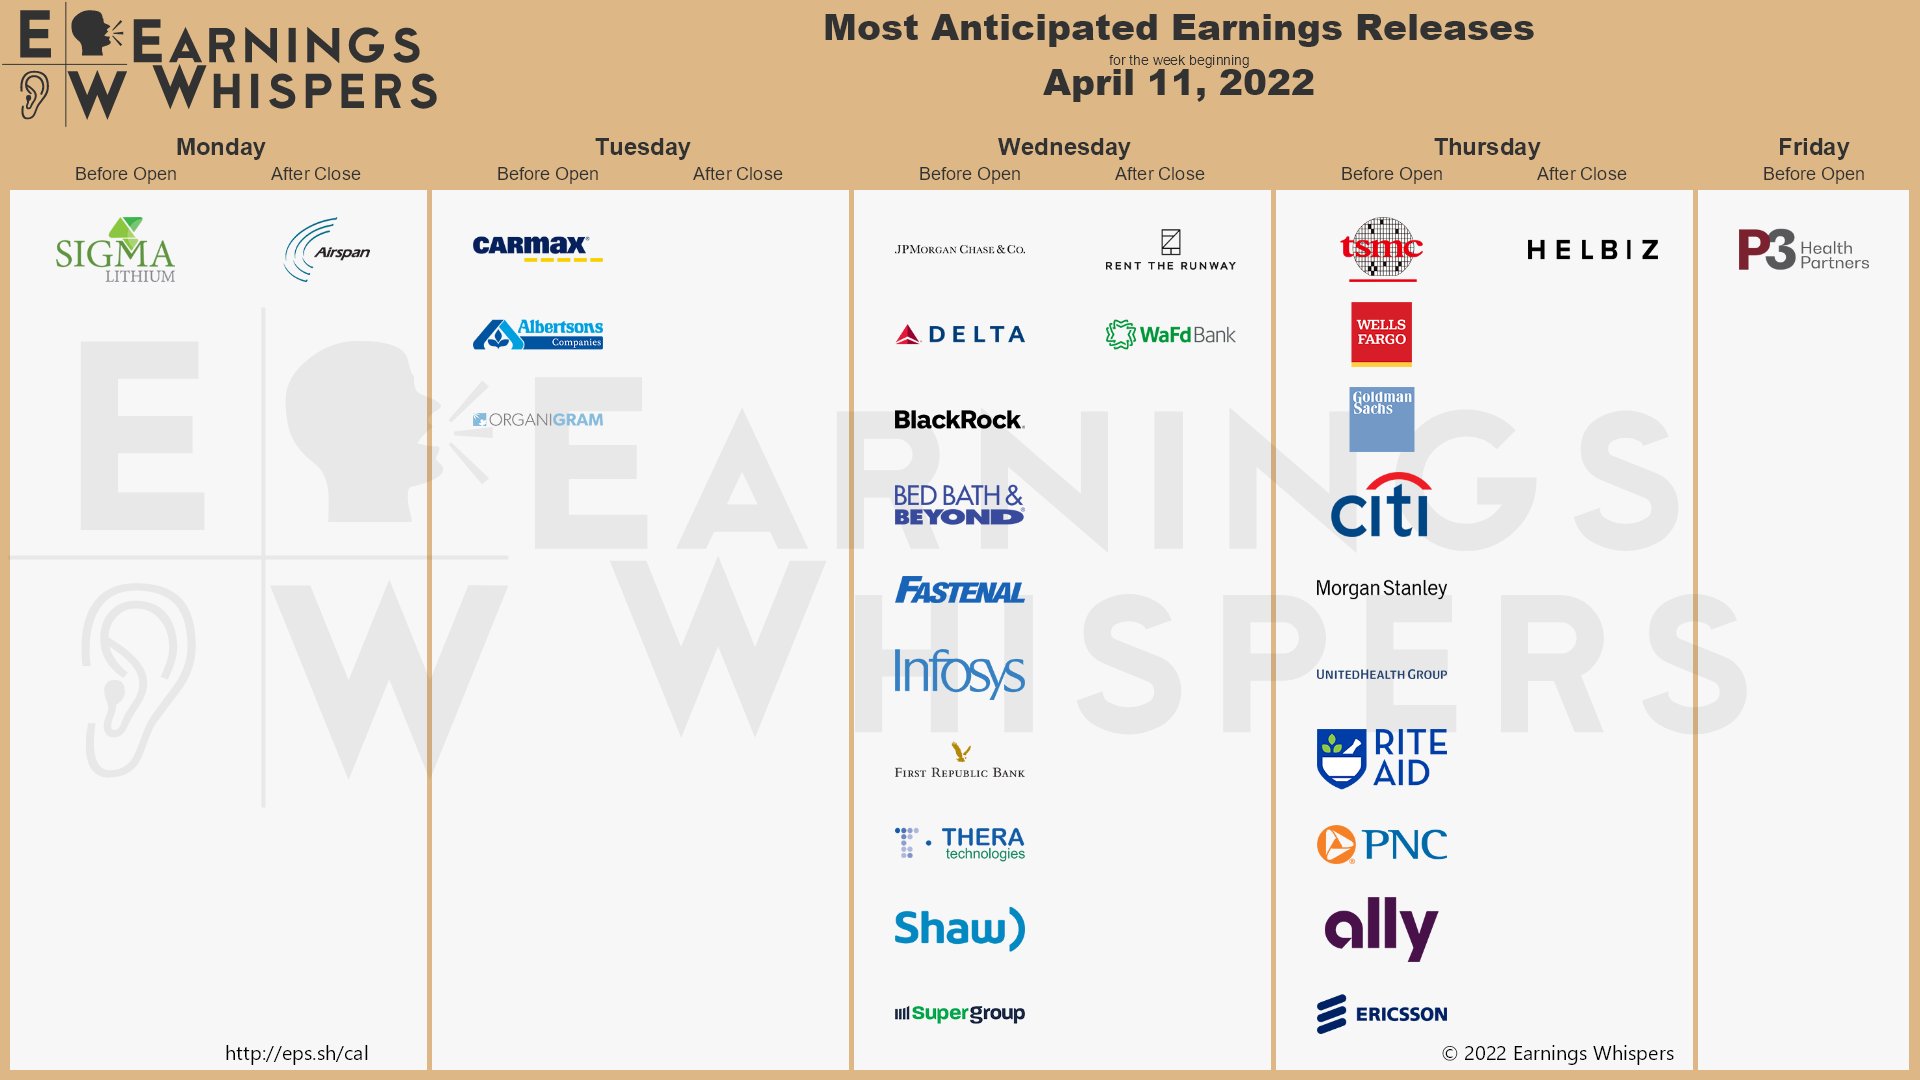 E
W
EARNINGS
WHISPERS
Most Anticipated Earnings Releases
for the week beginning
April 11, 2022
Monday
Before Open After Close
Tuesday
Before Open After Close
Wednesday
Before Open After Close
Thursday
Before Open After Close
Friday
Before Open
SIGMA
LITHIUM
Airspan
CARMAX
Albertsons
Companies
ORGANIGRAM
JPMORGAN CHASE & CO.
DELTA
BlackRock
BED BATH &
BEYOND
FASTENAL
Infosys
FIRST REPUBLIC BANK
THERA
technologies
Shaw)
Supergroup
RENT THE RUNWAY
WaFd Bank
tsmc
WELLS
FARGO
Goldman
Sachs
citi
Morgan Stanley
UNITEDHEALTH GROUP
RITE
AID
PNC
ally
ERICSSON
HELBIZ
P3 Health
Partners
E
W
EARNINGS
WHISPERS
http://eps.sh/cal
© 2022 Earnings Whispers